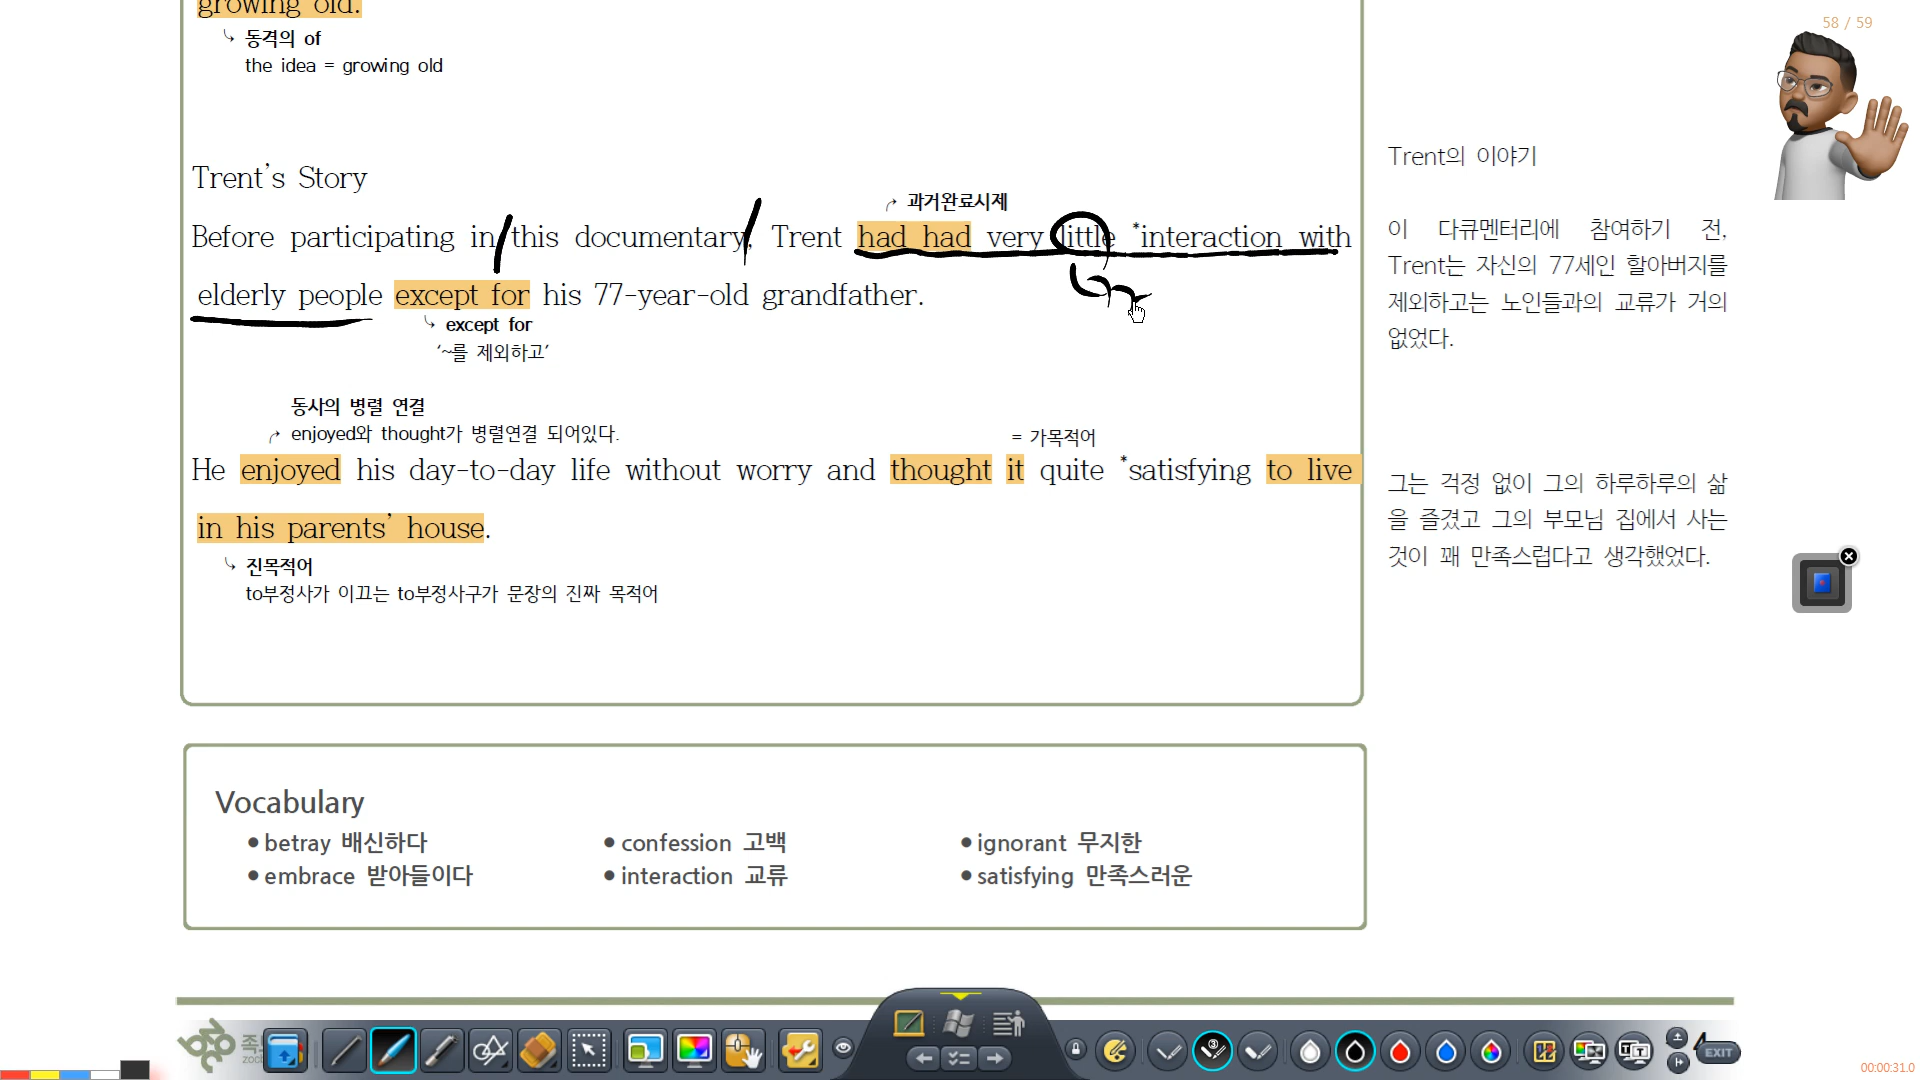 growing old.
동격의 of
the idea = growing old
58 / 59
Trent's Story
Trent의 이야기
과거완료시제
Before participating in this documentary, Trent had had very little *interaction with
elderly people except for his 77-year-old grandfather.
except for
'~를 제외하고'
이 다큐멘터리에 참여하기 전,
Trent는 자신의 77세인 할아버지를
제외하고는 노인들과의 교류가 거의
없었다.
동사의 병렬 연결
enjoyed와 thought가 병렬연결 되어있다.
= 가목적어
He enjoyed his day-to-day life without worry and thought it quite *satisfying to live
in his parents' house.
진목적어
to부정사가 이끄는 to부정사구가 문장의 진짜 목적어
그는 걱정 없이 그의 하루하루의 삶
을 즐겼고 그의 부모님 집에서 사는
것이 꽤 만족스럽다고 생각했었다.
Vocabulary
• betray 배신하다
• confession 고백
• ignorant 무지한
• embrace 받아들이다
• interaction 교류
• satisfying 만족스러운
EXIT
00:00:31.0